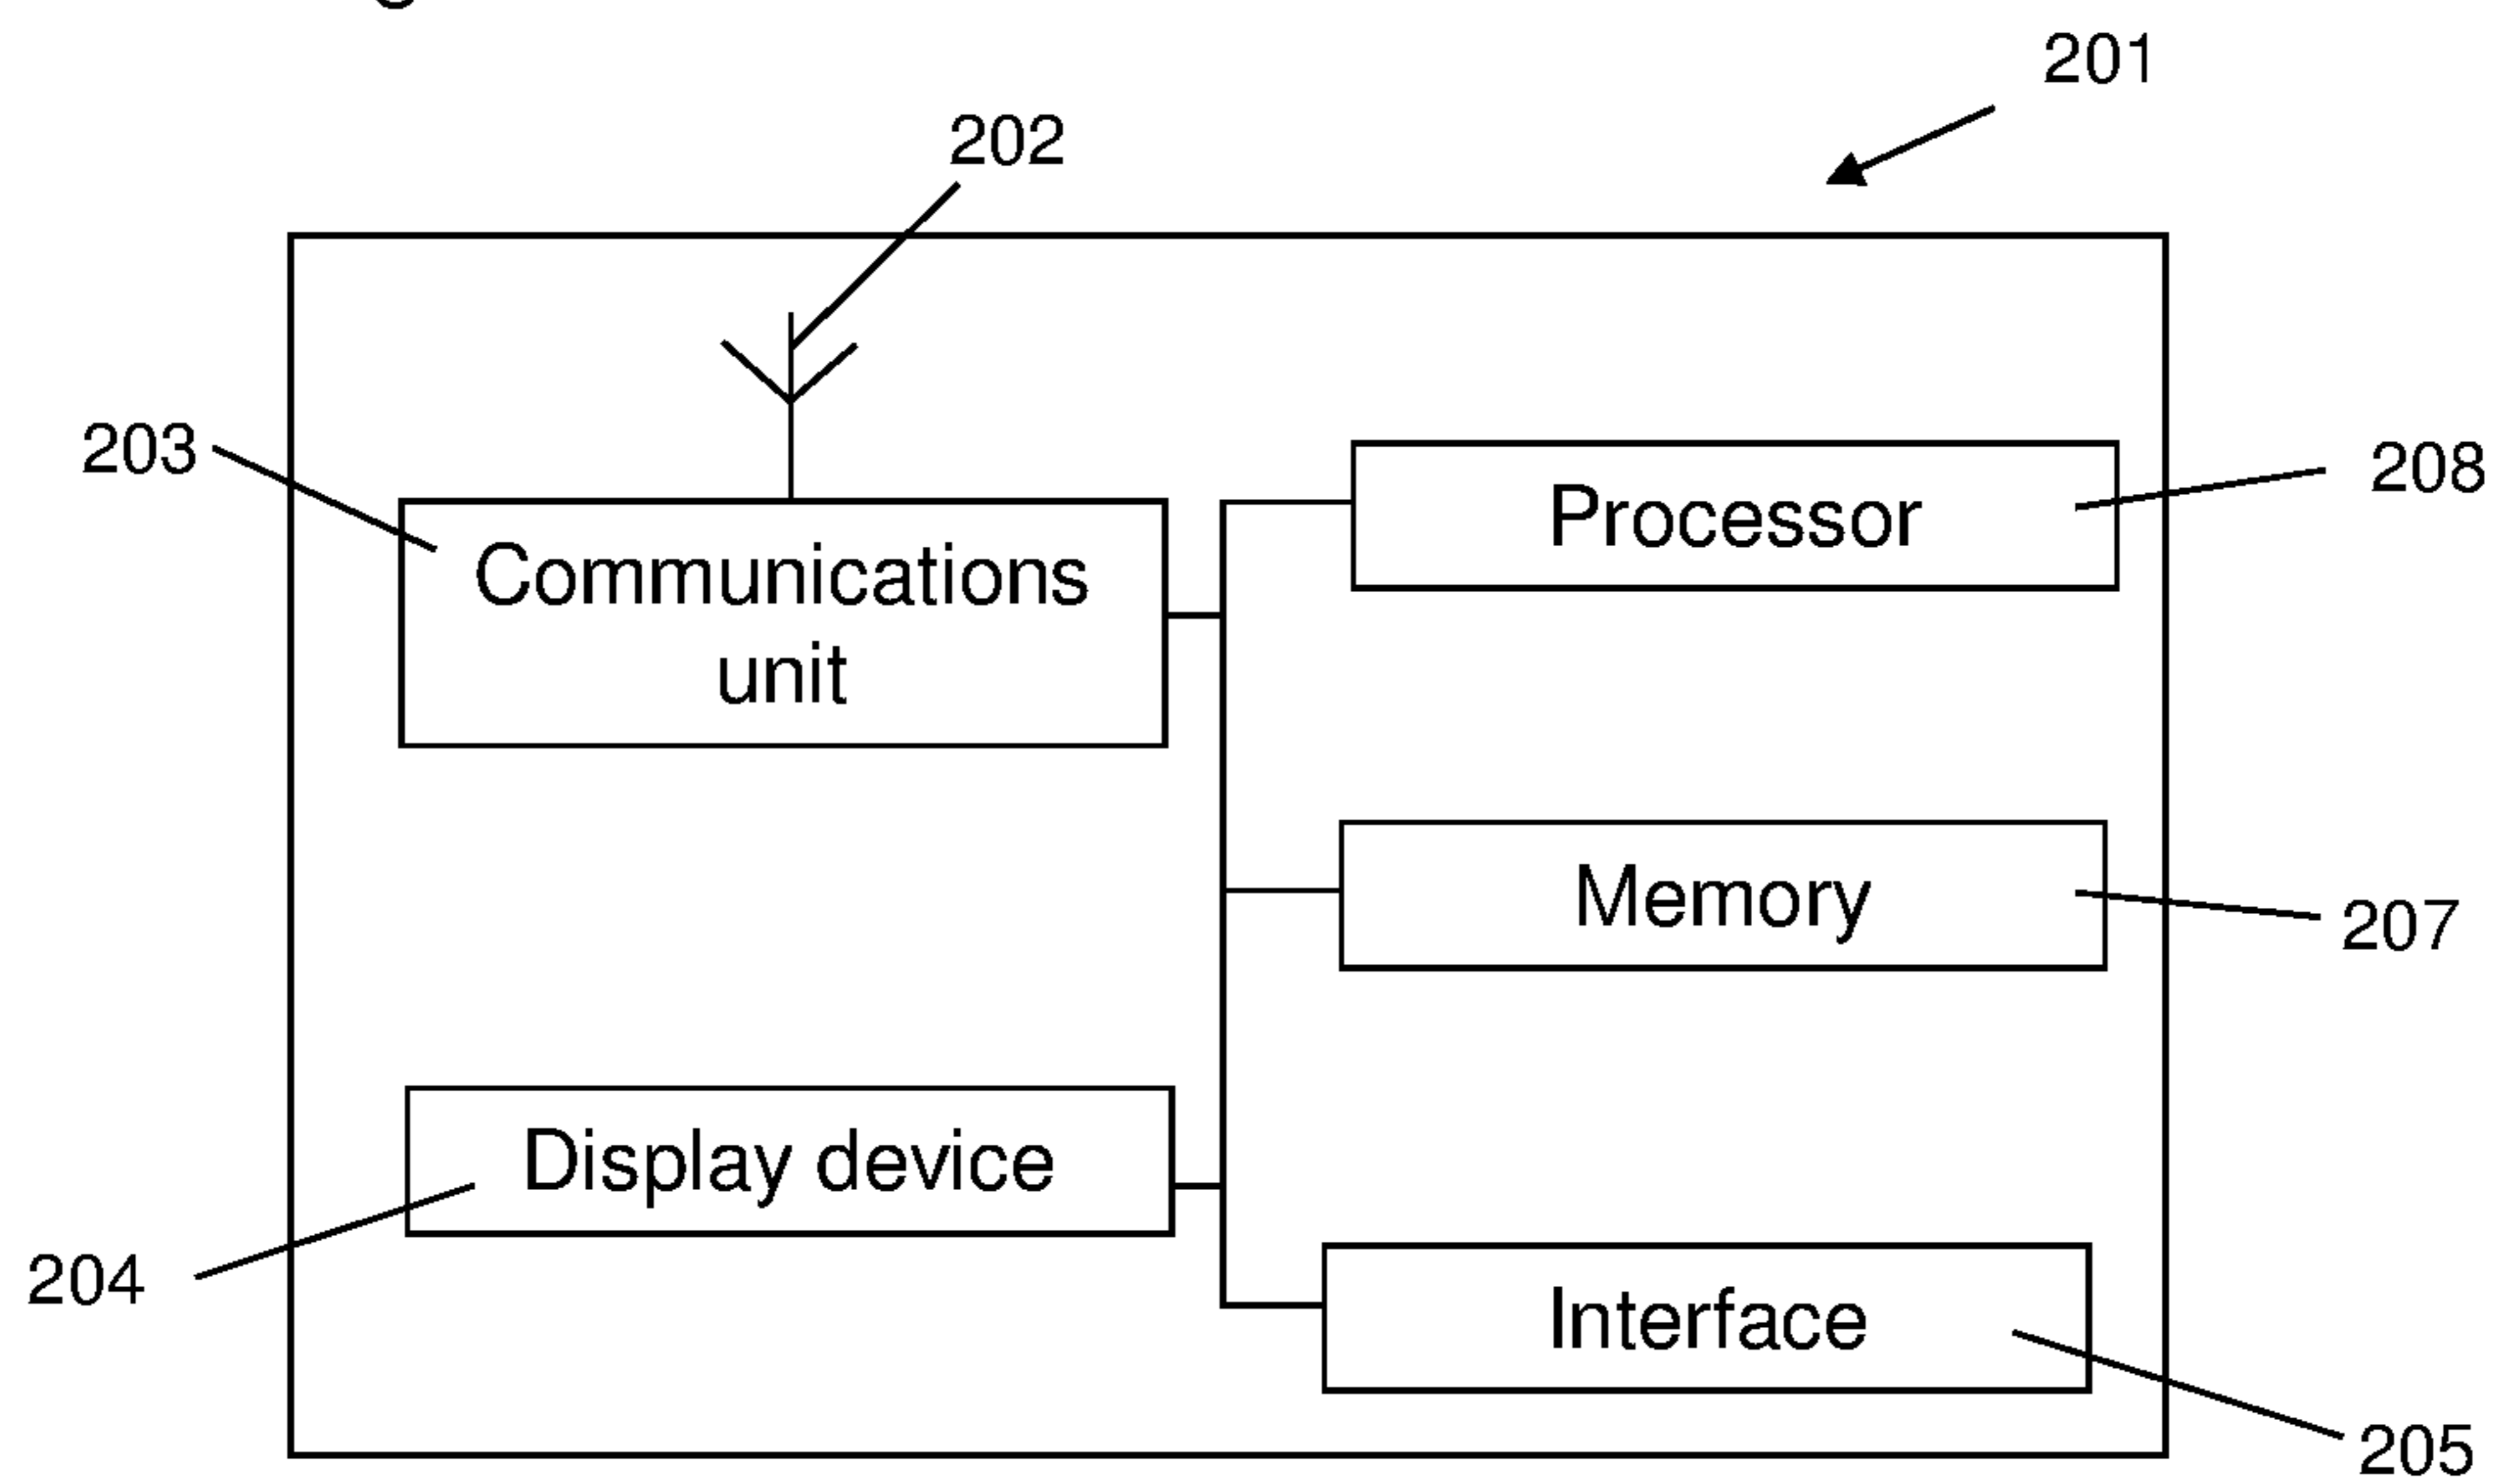 201
202
203
208
Processor
Communications
unit
Memory
207
Display device
204
Interface
205